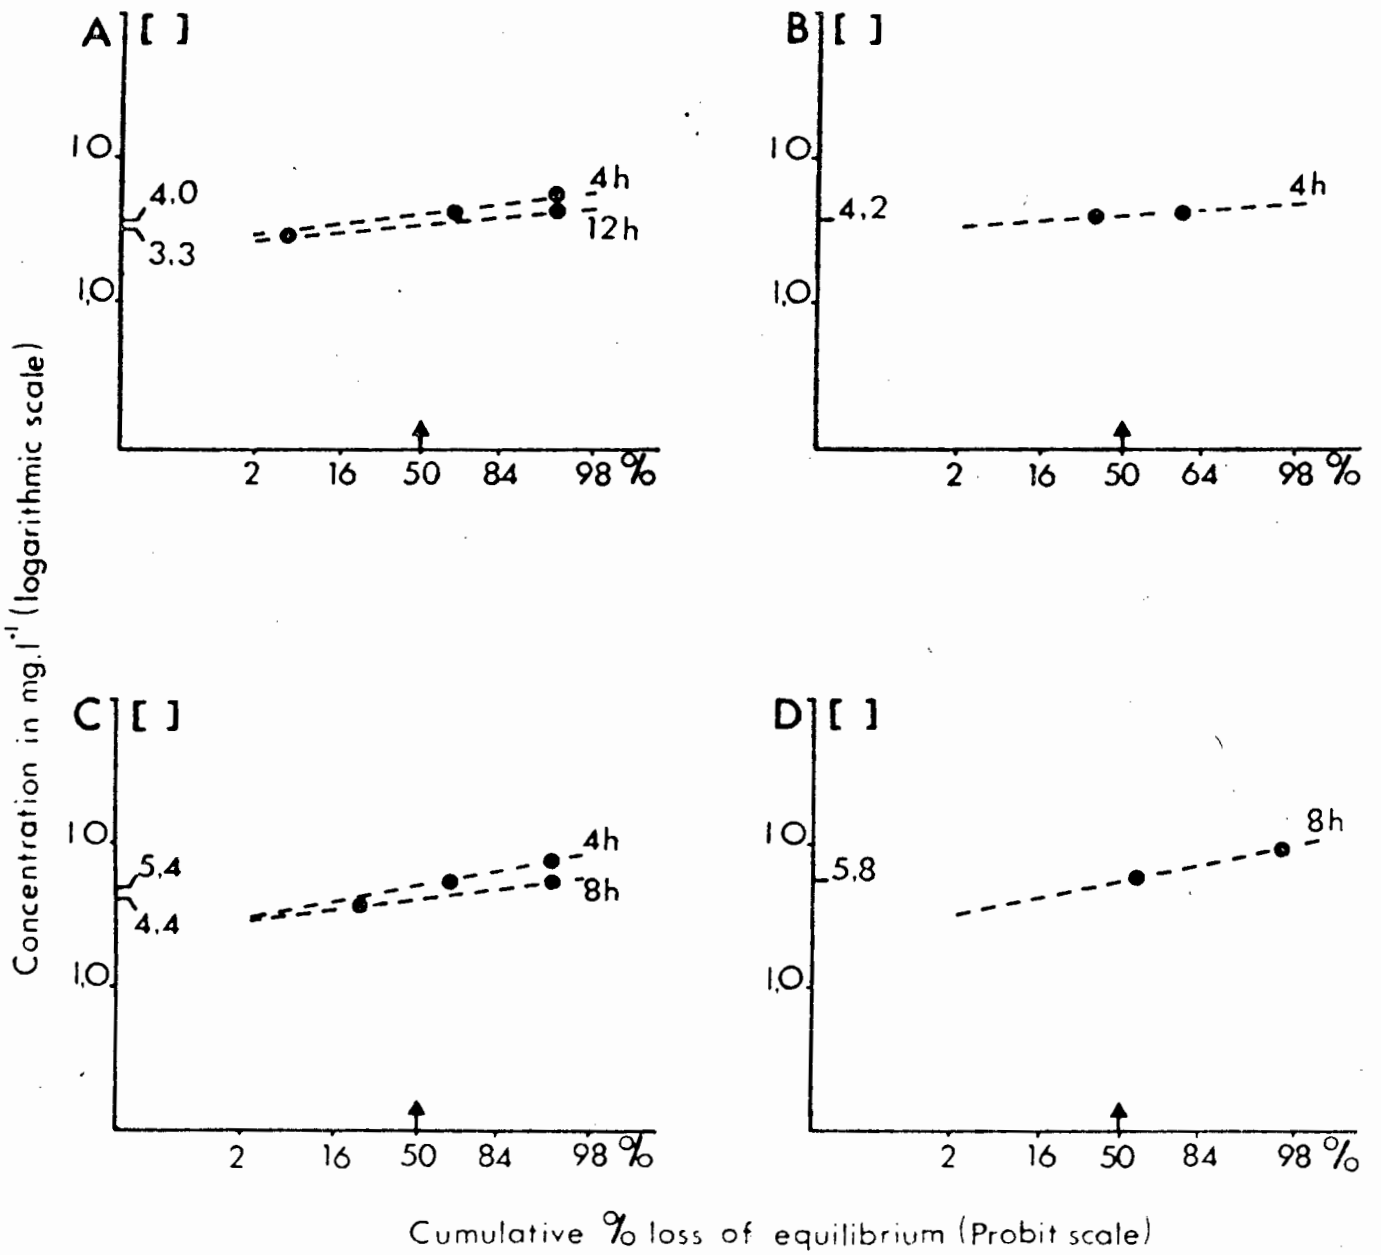 A [ ]
10
4.0
3.3
1,0
4h
12h
2 16 50 84 98 %
B [ ]
10
4,2
1,0
4h
2 16 50 64 98 %
C [ ]
10
5,4
4.4
1,0
4h
8h
2 16 50 84 98 %
D [ ]
10
5,8
1,0
8h
2 16 50 84 98 %
Concentration in mg.l⁻¹ (logarithmic scale)
Cumulative % loss of equilibrium (Probit scale)